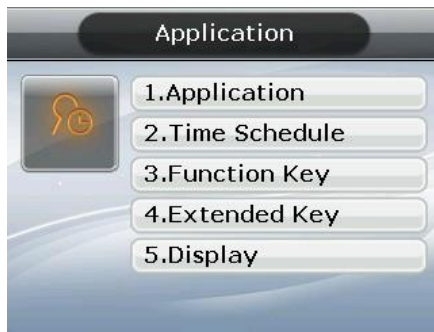 Application
1.Application
2.Time Schedule
3.Function Key
4.Extended Key
5.Display